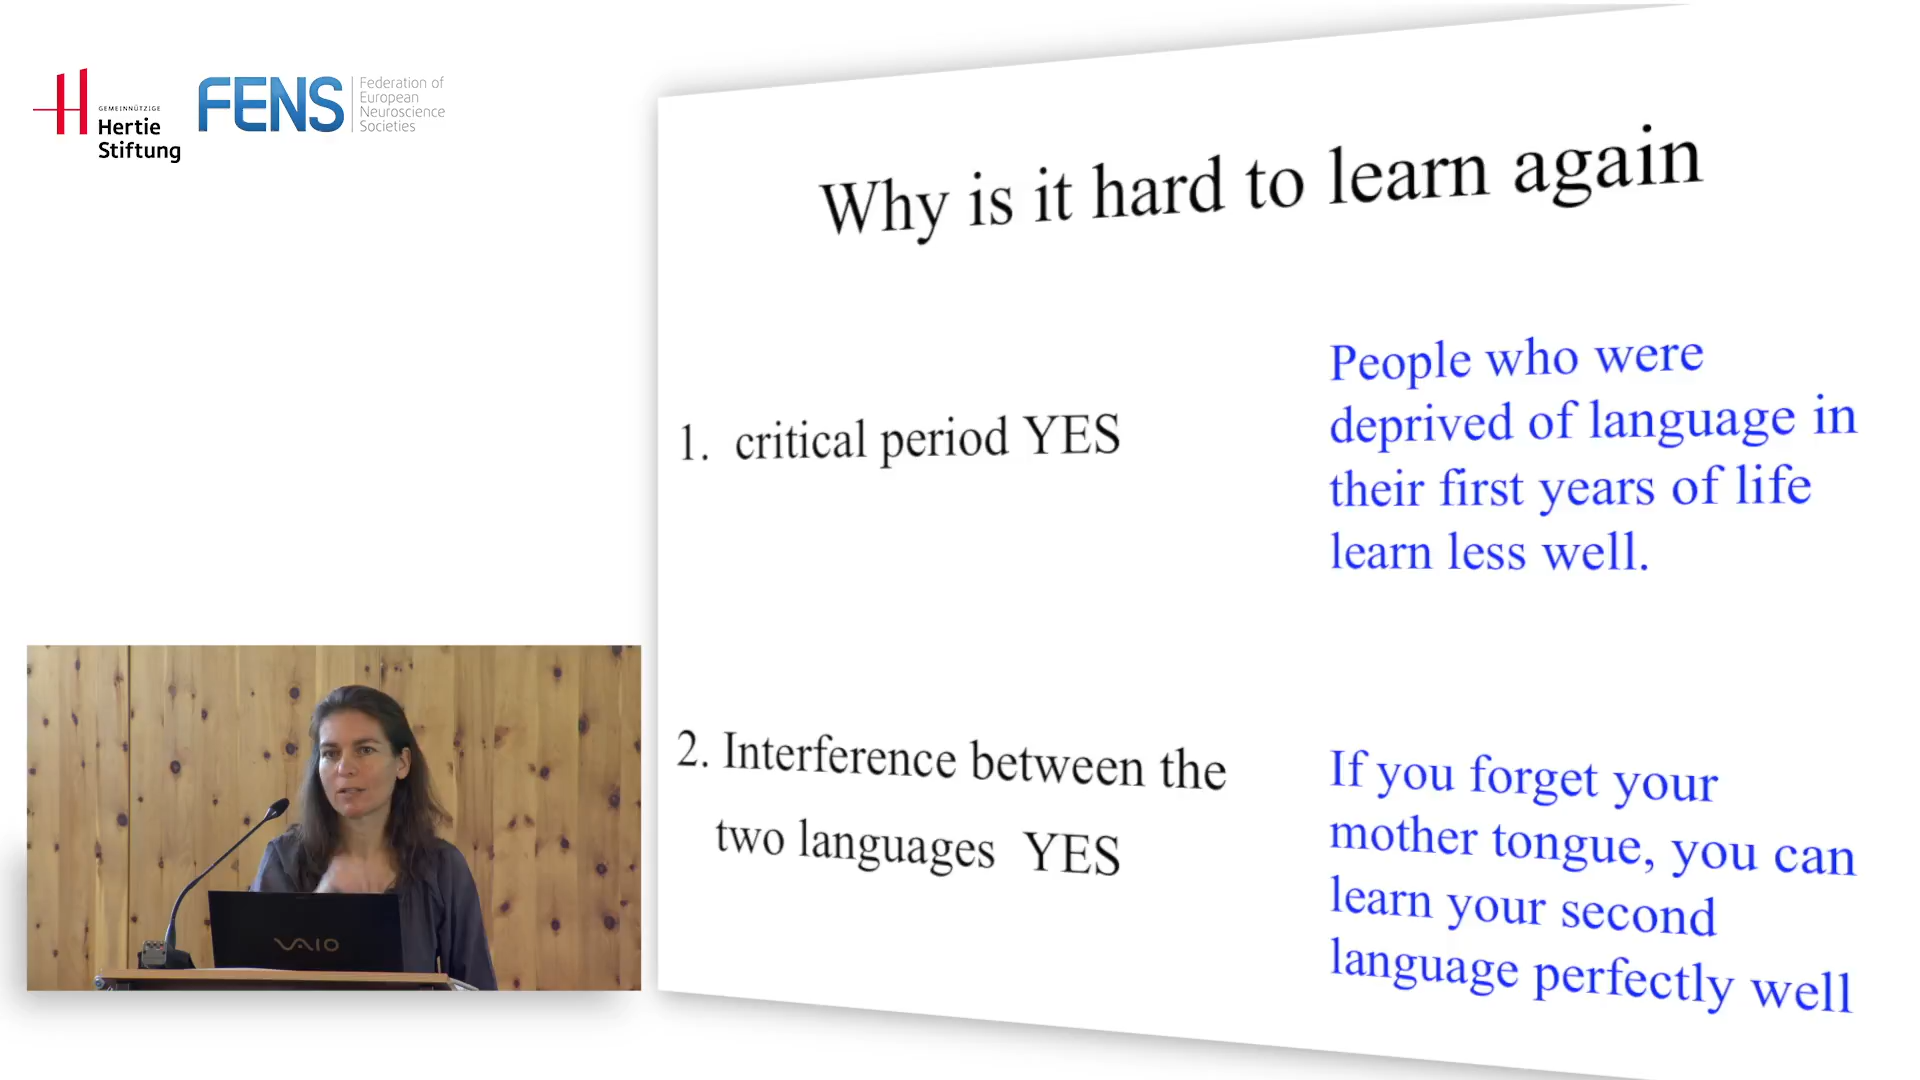 GEMEINNÜTZIGE
Hertie
Stiftung
FENS
Federation of
European
Neuroscience
Societies
Why is it hard to learn again
1. critical period YES
People who were
deprived of language in
their first years of life
learn less well.
2. Interference between the
two languages YES
If you forget your
mother tongue, you can
learn your second
language perfectly well
VAIO